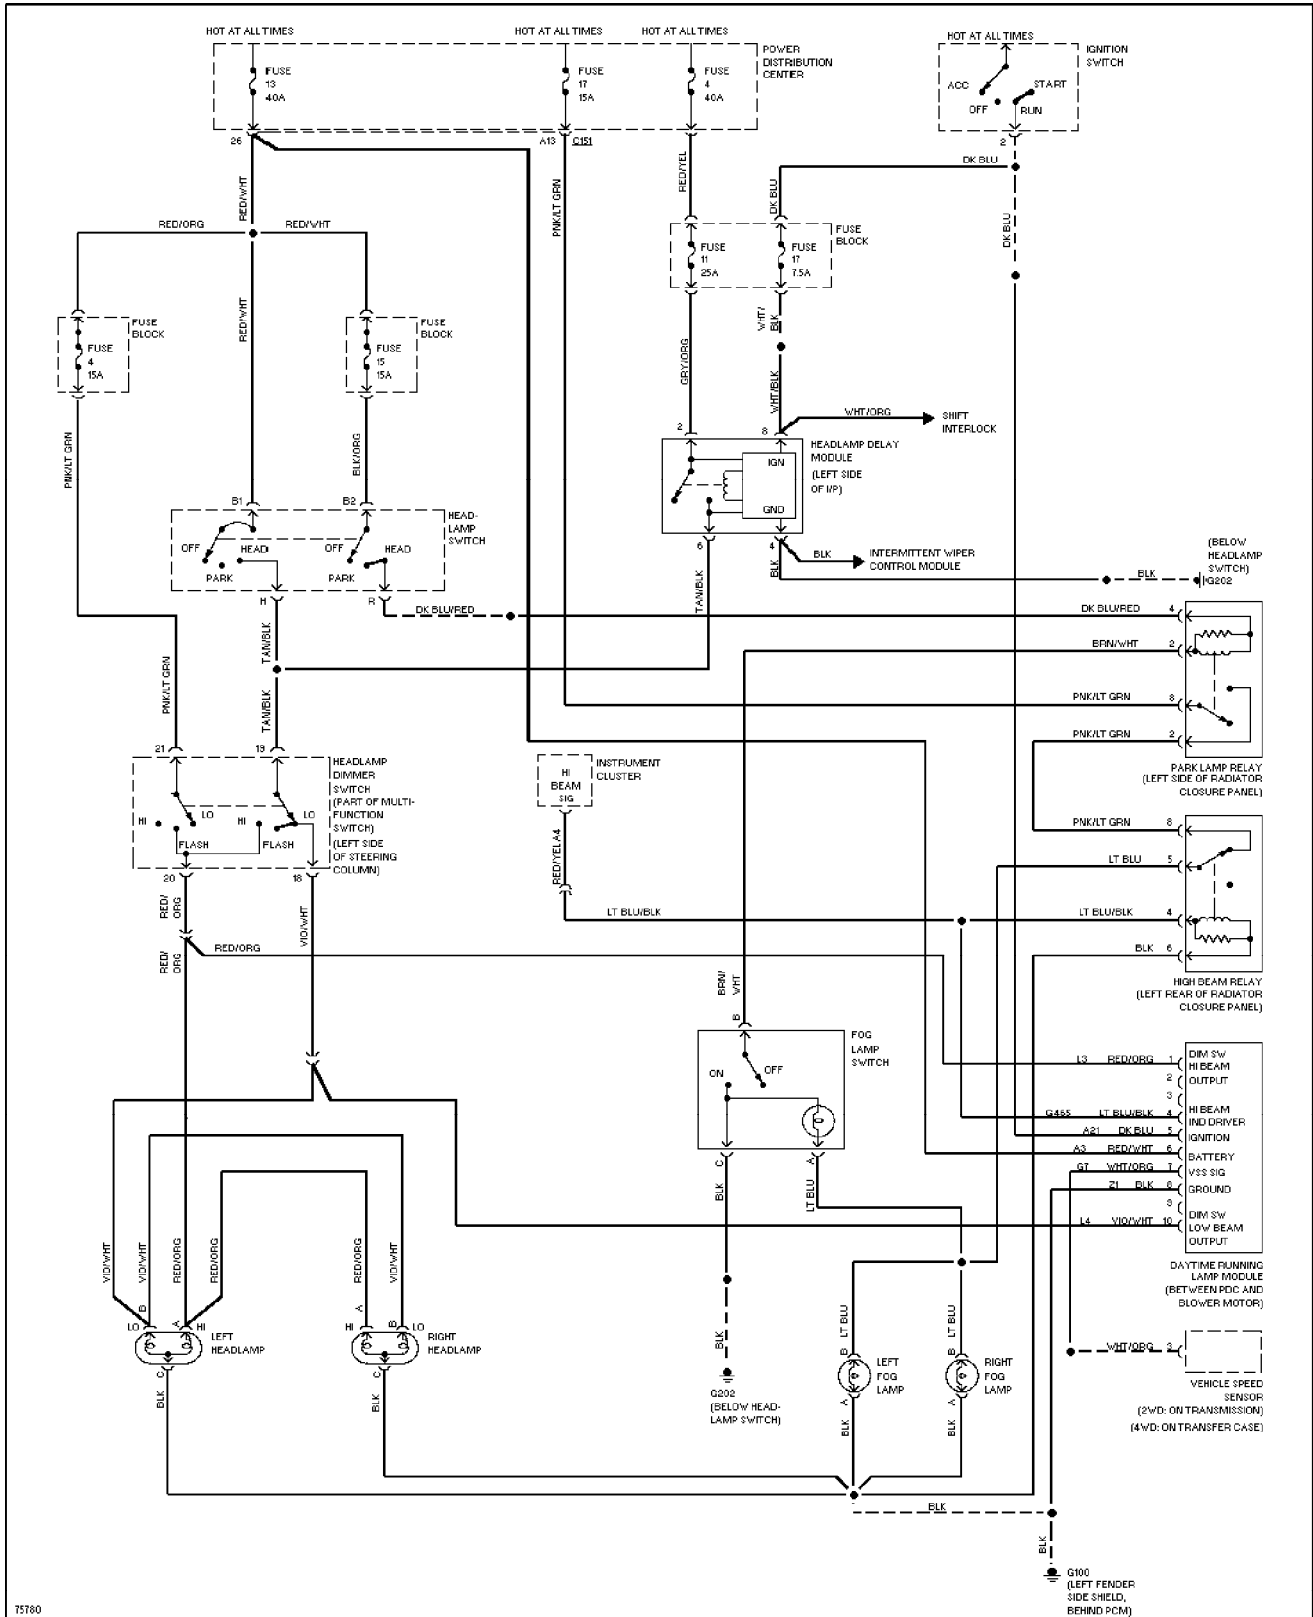 HOT AT ALL TIMES
HOT AT ALL TIMES
HOT AT ALL TIMES
HOT AT ALL TIMES
POWER
DISTRIBUTION
CENTER
IGNITION
SWITCH
FUSE
13
40A
FUSE
17
15A
FUSE
4
40A
ACC
START
OFF
RUN
26
A13
C151
2
RED/WHT
PNK/LT GRN
RED/YEL
DK BLU
DK BLU
DK BLU
RED/ORG
RED/WHT
FUSE
BLOCK
FUSE
11
25A
FUSE
17
7.5A
RED/WHT
GRY/ORG
WHT/
BLK
WHT/BLK
FUSE
BLOCK
FUSE
4
15A
FUSE
BLOCK
FUSE
15
15A
PNK/LT GRN
BLK/ORG
WHT/ORG
SHIFT
INTERLOCK
2
8
HEADLAMP DELAY
MODULE
(LEFT SIDE
OF I/P)
IGN
GND
B1
B2
HEAD-
LAMP
SWITCH
OFF
HEAD
PARK
OFF
HEAD
PARK
6
4
BLK
INTERMITTENT WIPER
CONTROL MODULE
TAN/BLK
BLK
(BELOW
HEADLAMP
SWITCH)
G202
BLK
H
R
DK BLU/RED
DK BLU/RED
4
TAN/BLK
BRN/WHT
2
PNK/LT GRN
TAN/BLK
PNK/LT GRN
8
PNK/LT GRN
2
PARK LAMP RELAY
(LEFT SIDE OF RADIATOR
CLOSURE PANEL)
21
19
HEADLAMP
DIMMER
SWITCH
(PART OF MULTI-
FUNCTION
SWITCH)
(LEFT SIDE
OF STEERING
COLUMN)
HI
LO
FLASH
HI
LO
FLASH
20
18
INSTRUMENT
CLUSTER
HI
BEAM
SIG
RED/YEL
A4
PNK/LT GRN
8
LT BLU
5
LT BLU/BLK
LT BLU/BLK
4
BLK
6
HIGH BEAM RELAY
(LEFT REAR OF RADIATOR
CLOSURE PANEL)
RED/
ORG
VIO/WHT
RED/
ORG
RED/ORG
BRN/
WHT
B
FOG
LAMP
SWITCH
ON
OFF
C
A
L3 RED/ORG 1 DIM SW
HI BEAM
2 OUTPUT
3
G465 LT BLU/BLK 4 HI BEAM
IND DRIVER
A21 DK BLU 5 IGNITION
A3 RED/WHT 6 BATTERY
G7 WHT/ORG 7 VSS SIG
Z1 BLK 8 GROUND
9 DIM SW
L4 VIO/WHT 10 LOW BEAM
OUTPUT
DAYTIME RUNNING
LAMP MODULE
(BETWEEN PDC AND
BLOWER MOTOR)
BLK
LT BLU
VIO/WHT
VIO/WHT
RED/ORG
RED/ORG
RED/ORG
VIO/WHT
B
A
A
B
LO
HI
HI
LO
LEFT
HEADLAMP
RIGHT
HEADLAMP
C
C
BLK
BLK
BLK
G202
(BELOW HEAD-
LAMP SWITCH)
LT BLU
LT BLU
B
B
LEFT
FOG
LAMP
RIGHT
FOG
LAMP
A
A
BLK
BLK
WHT/ORG 3
VEHICLE SPEED
SENSOR
(2WD: ON TRANSMISSION)
(4WD: ON TRANSFER CASE)
BLK
BLK
G100
(LEFT FENDER
SIDE SHIELD,
BEHIND PCM)
75780